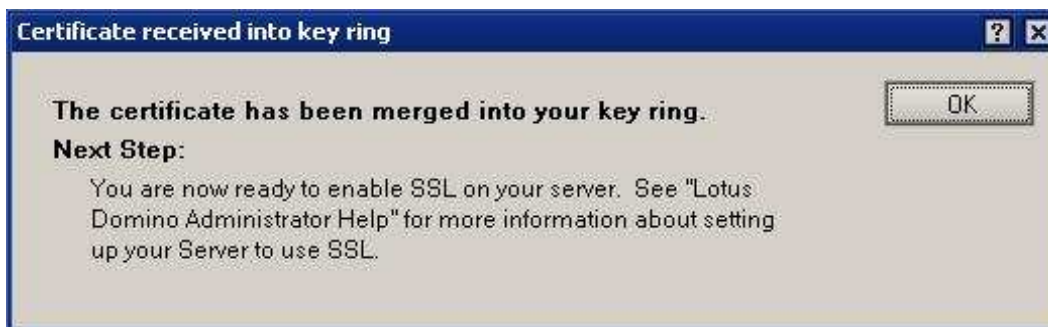 Certificate received into key ring
The certificate has been merged into your key ring.
OK
Next Step:
You are now ready to enable SSL on your server. See "Lotus
Domino Administrator Help" for more information about setting
up your Server to use SSL.